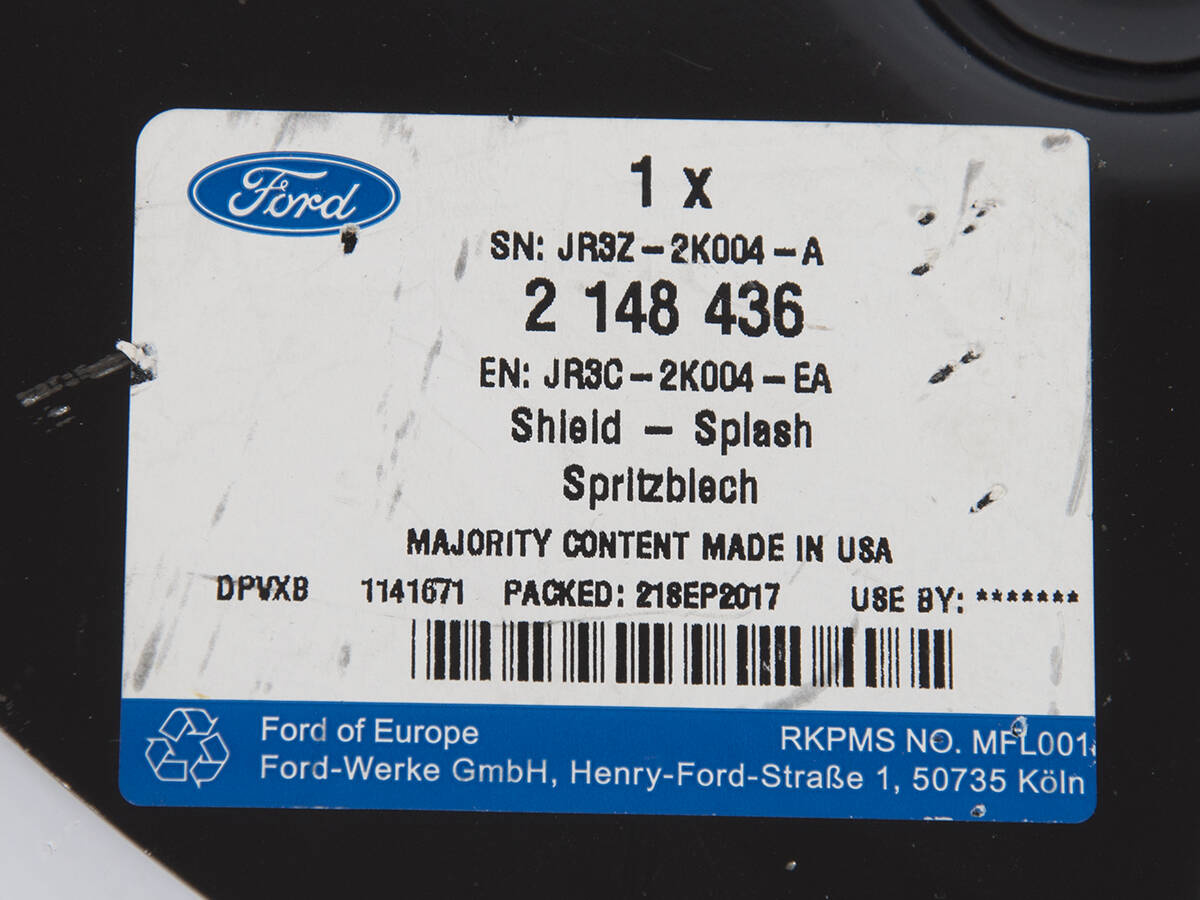 Ford
1 x
SN: JR3Z-2K004-A
2 148 436
EN: JR3C-2K004-EA
Shield - Splash
Spritzblech
MAJORITY CONTENT MADE IN USA
DPVXB 1141671 PACKED: 21SEP2017 USE BY: *******
Ford of Europe RKPMS NO. MFL001
Ford-Werke GmbH, Henry-Ford-Straße 1, 50735 Köln